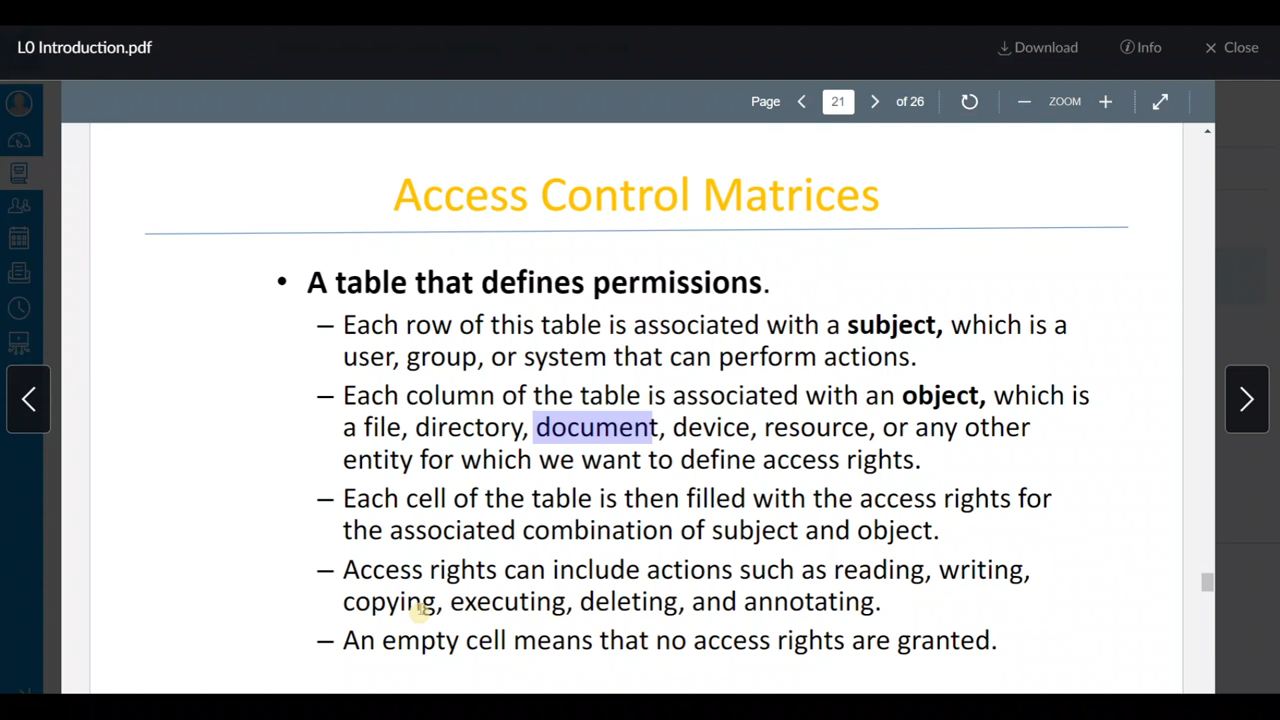 L0 Introduction.pdf
Download
Info
Close
Page
21
of 26
ZOOM
Access Control Matrices
• A table that defines permissions.
– Each row of this table is associated with a subject, which is a
user, group, or system that can perform actions.
– Each column of the table is associated with an object, which is
a file, directory, document, device, resource, or any other
entity for which we want to define access rights.
– Each cell of the table is then filled with the access rights for
the associated combination of subject and object.
– Access rights can include actions such as reading, writing,
copying, executing, deleting, and annotating.
– An empty cell means that no access rights are granted.